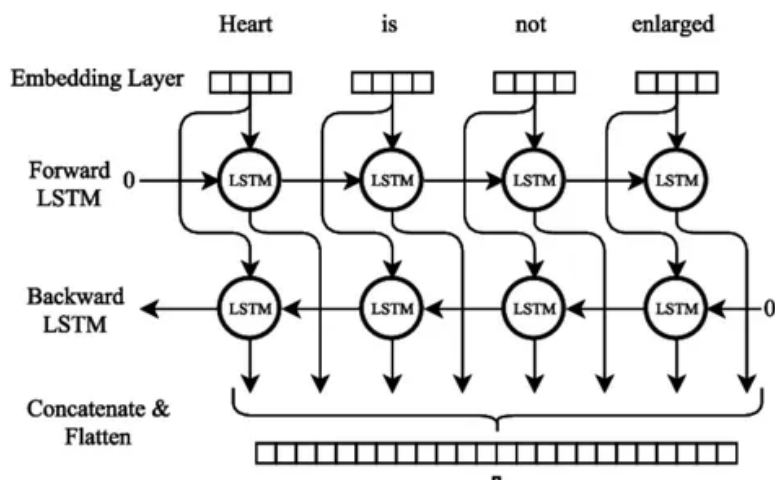 Heart is not enlarged
Embedding Layer
Forward
LSTM
0
LSTM LSTM LSTM LSTM
Backward
LSTM
LSTM LSTM LSTM LSTM
0
Concatenate &
Flatten